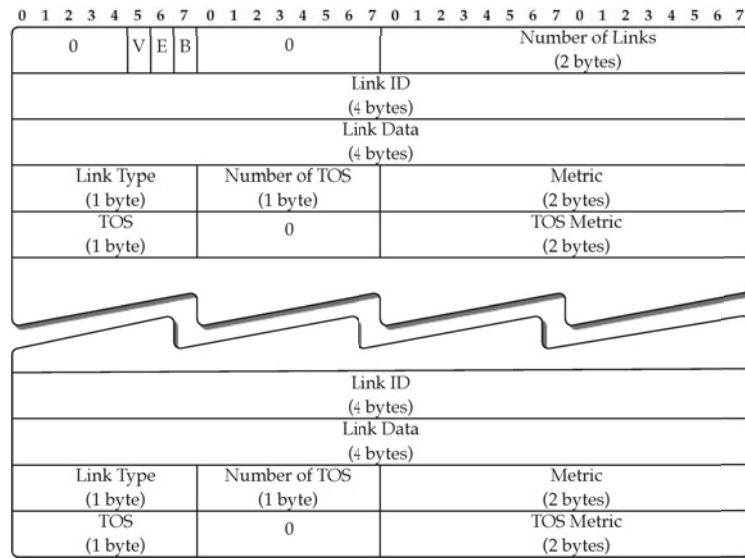 0 1 2 3 4 5 6 7 0 1 2 3 4 5 6 7 0 1 2 3 4 5 6 7 0 1 2 3 4 5 6 7
0 V E B 0 Number of Links
(2 bytes)
Link ID
(4 bytes)
Link Data
(4 bytes)
Link Type Number of TOS Metric
(1 byte) (1 byte) (2 bytes)
TOS 0 TOS Metric
(1 byte) (2 bytes)
Link ID
(4 bytes)
Link Data
(4 bytes)
Link Type Number of TOS Metric
(1 byte) (1 byte) (2 bytes)
TOS 0 TOS Metric
(1 byte) (2 bytes)